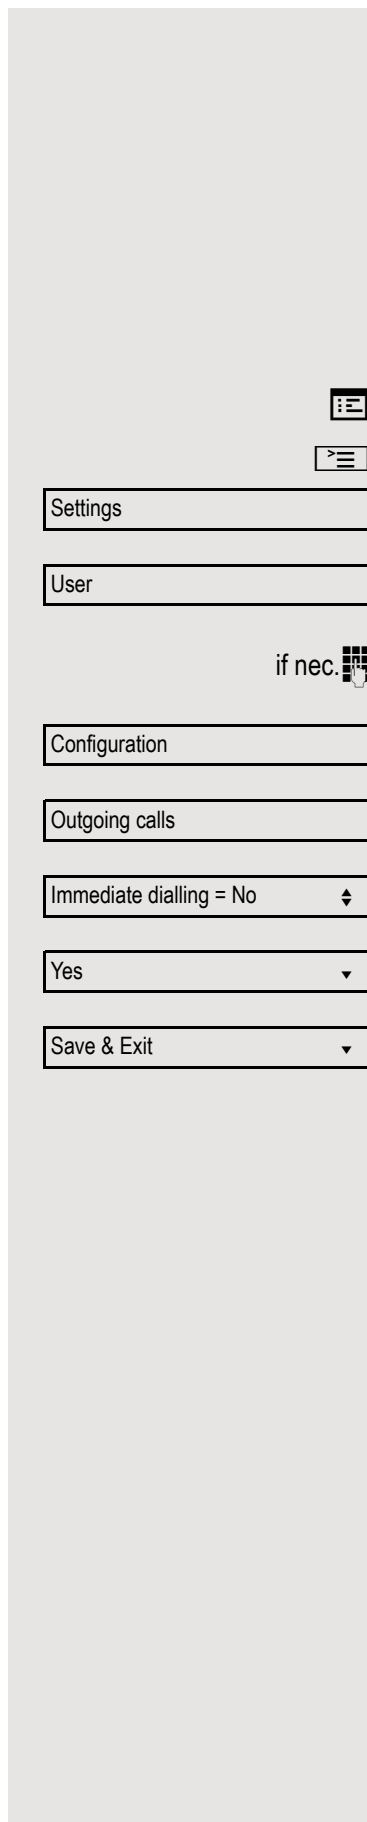 Settings
User
if nec.
Configuration
Outgoing calls
Immediate dialling = No
Yes
Save & Exit